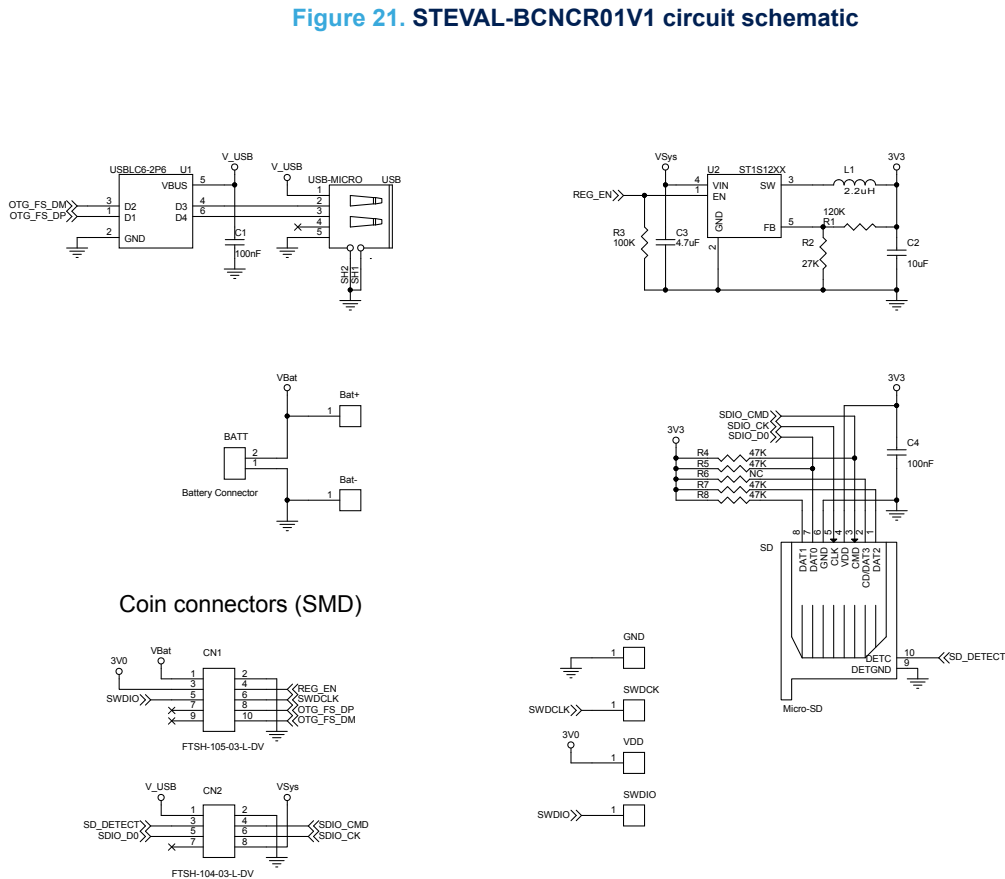 Figure 21. STEVAL-BCNCR01V1 circuit schematic
USBLC6-2P6 U1
V_USB
VBUS 5
OTG_FS_DM 3 D2 D3 4
OTG_FS_DP 1 D1 D4 6
2 GND
C1
100nF
V_USB
USB-MICRO USB
1
2
3
4
5
SH2
SH1
VSys
U2 ST1S12XX
4 VIN SW 3
REG_EN 1 EN
GND
2
FB 5
L1
2.2uH
3V3
120K
R1
R2
27K
R3
100K
C3
4.7uF
C2
10uF
VBat
Bat+
1
BATT
2
1
Battery Connector
Bat-
1
3V3
SDIO_CMD
SDIO_CK
SDIO_D0
3V3
R4 47K
R5 47K
R6 NC
R7 47K
R8 47K
C4
100nF
SD
8 7 6 5 4 3 2 1
DAT1
DAT0
GND
CLK
VDD
CMD
CD/DAT3
DAT2
DETC 10 SD_DETECT
DETGND 9
Micro-SD
Coin connectors (SMD)
3V0
VBat
CN1
1 2
3 4 REG_EN
SWDIO 5 6 SWDCLK
7 8 OTG_FS_DP
9 10 OTG_FS_DM
FTSH-105-03-L-DV
V_USB
CN2
VSys
1 2
SD_DETECT 3 4 SDIO_CMD
SDIO_D0 5 6 SDIO_CK
7 8
FTSH-104-03-L-DV
GND
1
SWDCK
SWDCLK 1
3V0
VDD
1
SWDIO
SWDIO 1